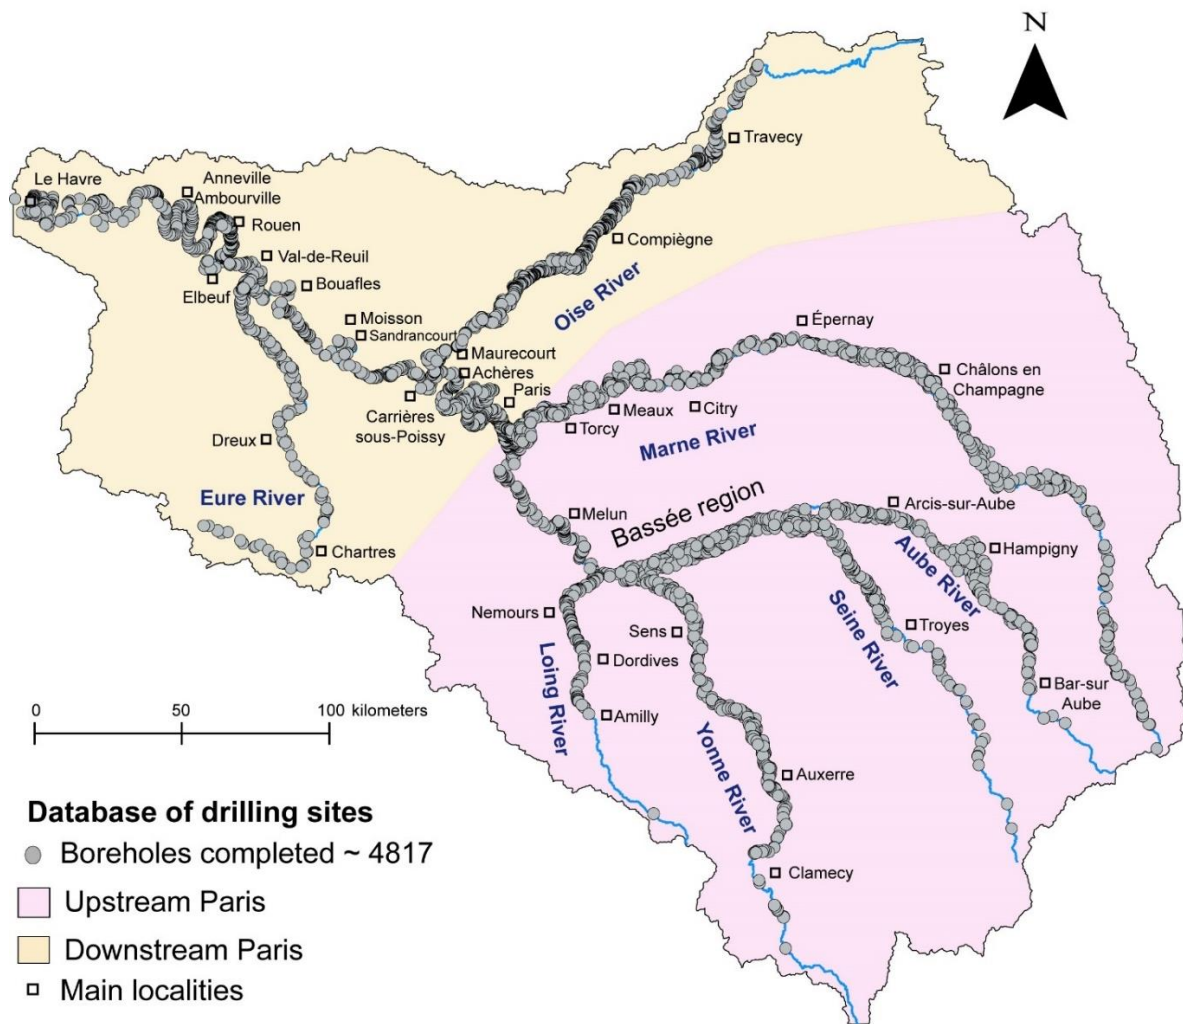 N
Travecy
Le Havre
Anneville
Ambourville
Rouen
Val-de-Reuil
Elbeuf
Bouafles
Compiègne
Oise River
Moisson
Sandrancourt
Épernay
Maurecourt
Achères
Paris
Carrières
sous-Poissy
Châlons en
Champagne
Meaux
Citry
Torcy
Marne River
Dreux
Eure River
Chartres
Melun
Bassée region
Arcis-sur-Aube
Aube River
Hampigny
Nemours
Sens
Seine River
Troyes
Dordives
Loing River
Amilly
Bar-sur
Aube
Yonne River
Auxerre
Clamecy
0 50 100 kilometers
Database of drilling sites
Boreholes completed ~ 4817
Upstream Paris
Downstream Paris
Main localities